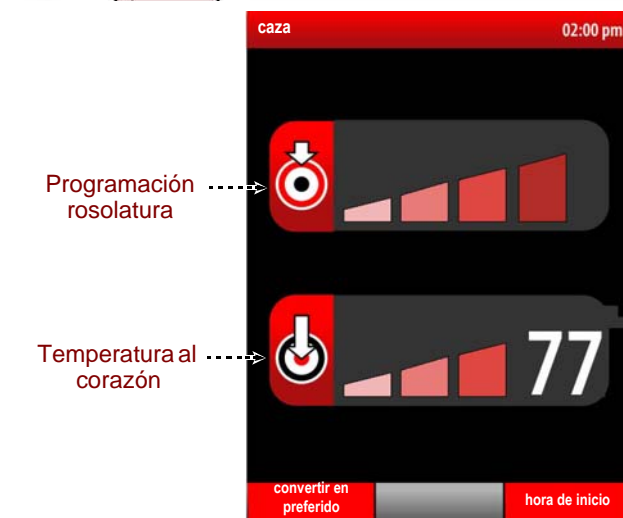 caza
02:00 pm
Programación
rosolatura
Temperatura al
corazón
77
convertir en
preferido
hora de inicio